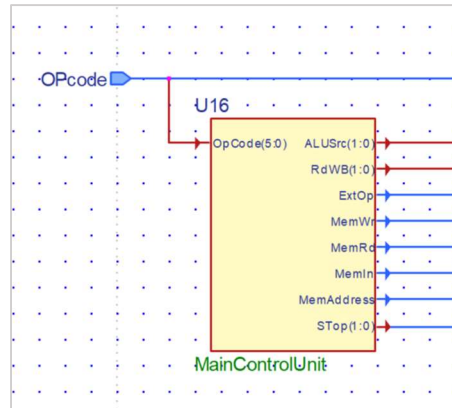 OPcode
U16
OpCode(5:0) ALUSrc(1:0)
RdWB(1:0)
ExtOp
MemWr
MemRd
MemIn
MemAddress
STop(1:0)
MainControlUnit